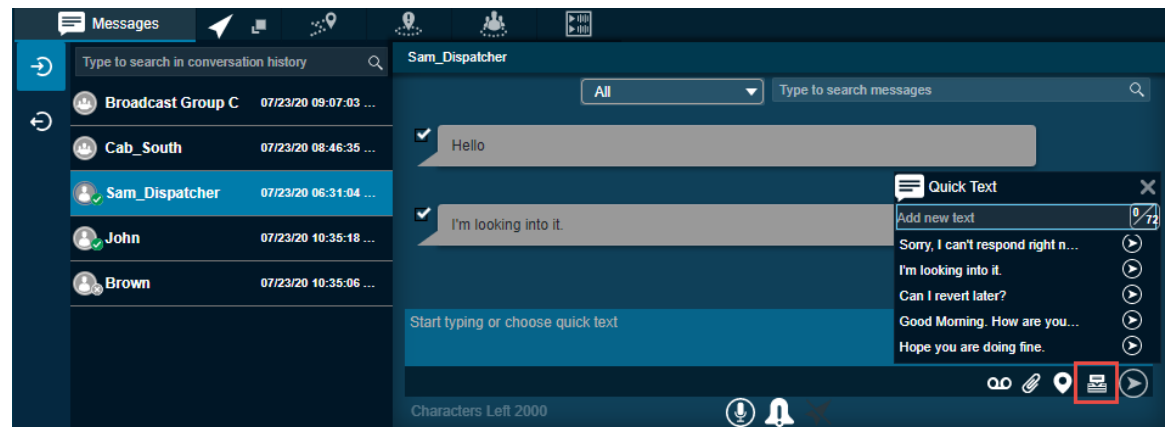 Messages
Type to search in conversation history
Broadcast Group C 07/23/20 09:07:03 ...
Cab_South 07/23/20 08:46:35 ...
Sam_Dispatcher 07/23/20 06:31:04 ...
John 07/23/20 10:35:18 ...
Brown 07/23/20 10:35:06 ...
Sam_Dispatcher
All
Type to search messages
Hello
I'm looking into it.
Quick Text
Add new text 0/72
Sorry, I can't respond right n...
I'm looking into it.
Can I revert later?
Good Morning. How are you...
Hope you are doing fine.
Start typing or choose quick text
Characters Left 2000